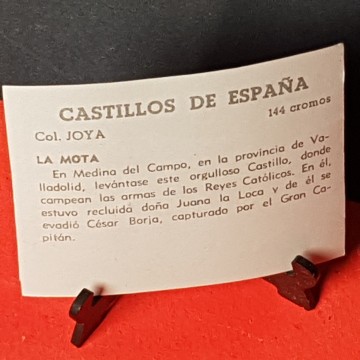 CASTILLOS DE ESPAÑA
Col. JOYA 144 cromos
LA MOTA
En Medina del Campo, en la provincia de Va-
lladolid, levántase este orgulloso Castillo, donde
campean las armas de los Reyes Católicos. En él,
estuvo recluida doña Juana la Loca y de él se
evadió César Borja, capturado por el Gran Ca-
pitán.